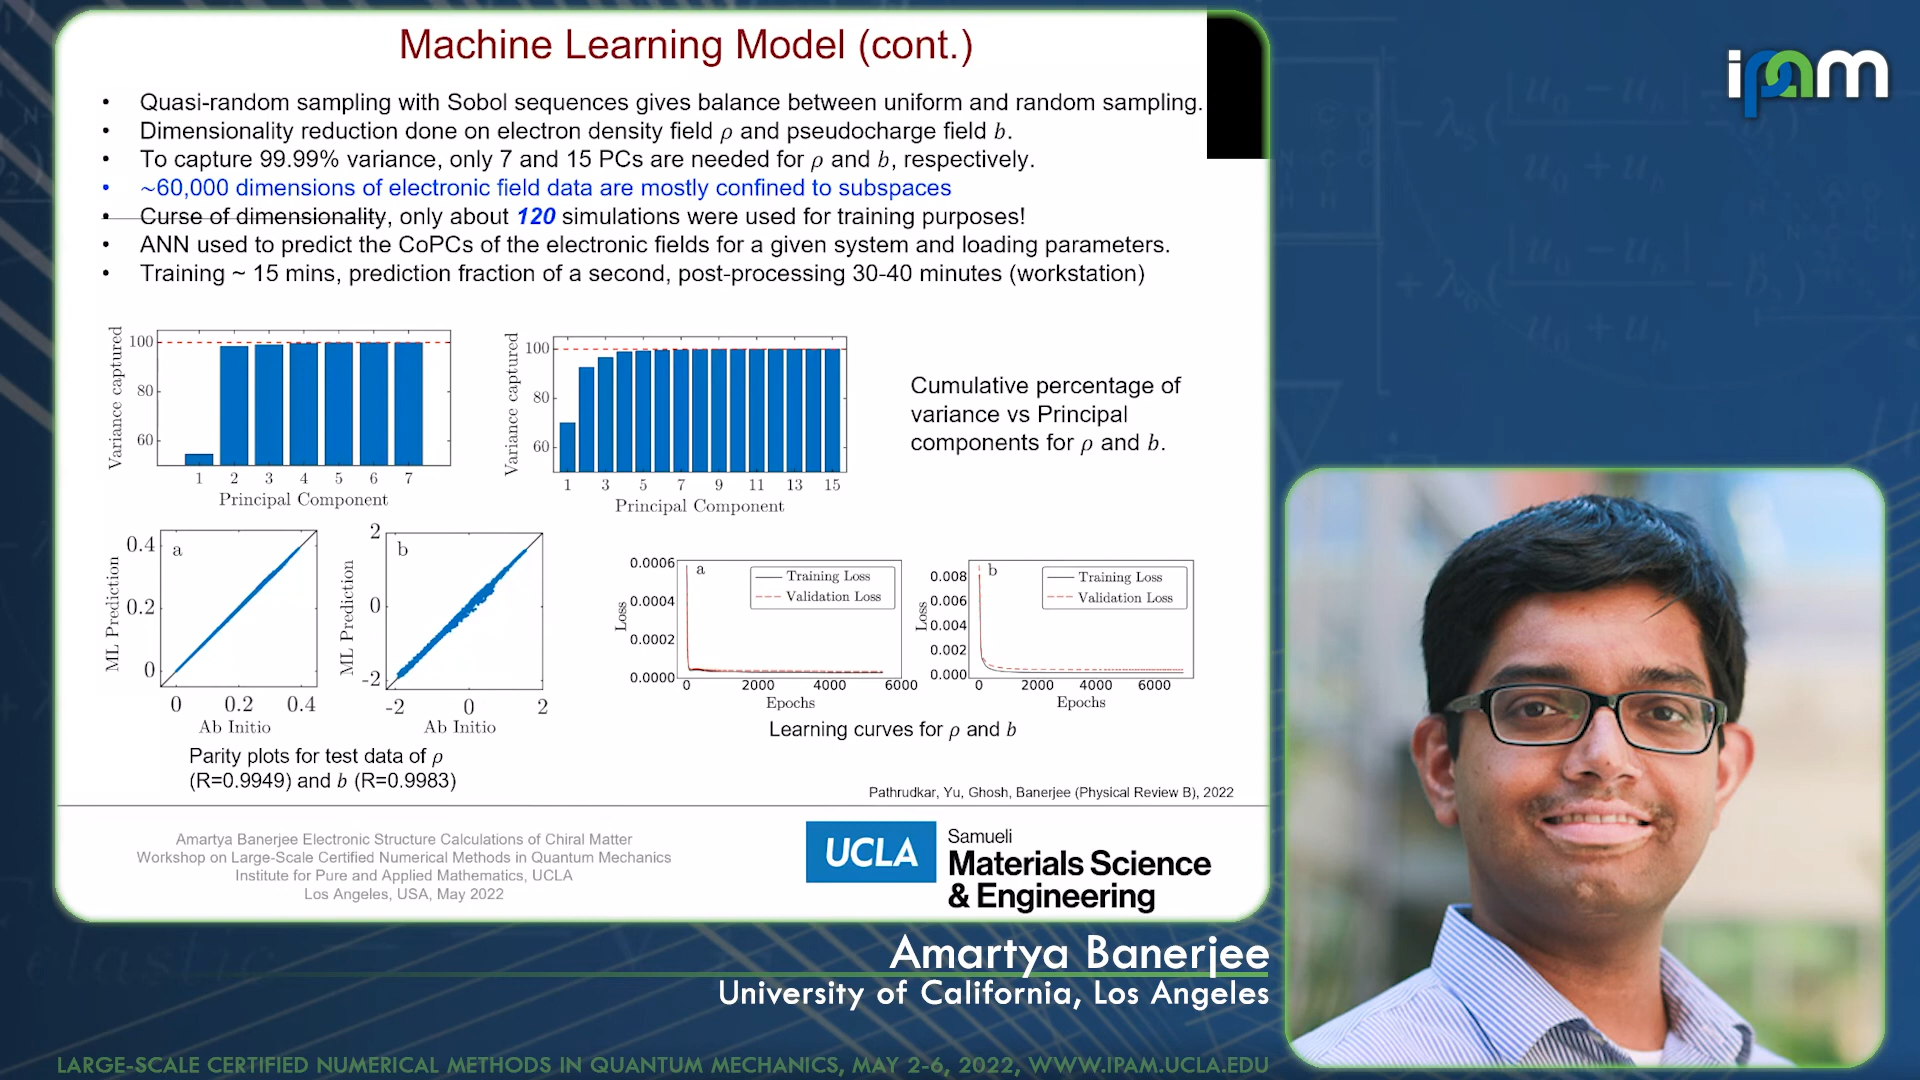 Machine Learning Model (cont.)
• Quasi-random sampling with Sobol sequences gives balance between uniform and random sampling.
• Dimensionality reduction done on electron density field ρ and pseudocharge field b.
• To capture 99.99% variance, only 7 and 15 PCs are needed for ρ and b, respectively.
• ~60,000 dimensions of electronic field data are mostly confined to subspaces
• Curse of dimensionality, only about 120 simulations were used for training purposes!
• ANN used to predict the CoPCs of the electronic fields for a given system and loading parameters.
• Training ~ 15 mins, prediction fraction of a second, post-processing 30-40 minutes (workstation)
Variance captured
100
80
60
1 2 3 4 5 6 7
Principal Component
Variance captured
100
80
60
1 3 5 7 9 11 13 15
Principal Component
Cumulative percentage of
variance vs Principal
components for ρ and b.
a
ML Prediction
0.4
0.2
0
0 0.2 0.4
Ab Initio
b
ML Prediction
2
0
-2
-2 0 2
Ab Initio
Parity plots for test data of ρ
(R=0.9949) and b (R=0.9983)
a
Training Loss
Validation Loss
Loss
0.0006
0.0004
0.0002
0.0000
0 2000 4000 6000
Epochs
b
Training Loss
Validation Loss
Loss
0.008
0.006
0.004
0.002
0.000
0 2000 4000 6000
Epochs
Learning curves for ρ and b
Pathrudkar, Yu, Ghosh, Banerjee (Physical Review B), 2022
Amartya Banerjee Electronic Structure Calculations of Chiral Matter
Workshop on Large-Scale Certified Numerical Methods in Quantum Mechanics
Institute for Pure and Applied Mathematics, UCLA
Los Angeles, USA, May 2022
UCLA
Samueli
Materials Science
& Engineering
ipam
Amartya Banerjee
University of California, Los Angeles
LARGE-SCALE CERTIFIED NUMERICAL METHODS IN QUANTUM MECHANICS, MAY 2-6, 2022, WWW.IPAM.UCLA.EDU